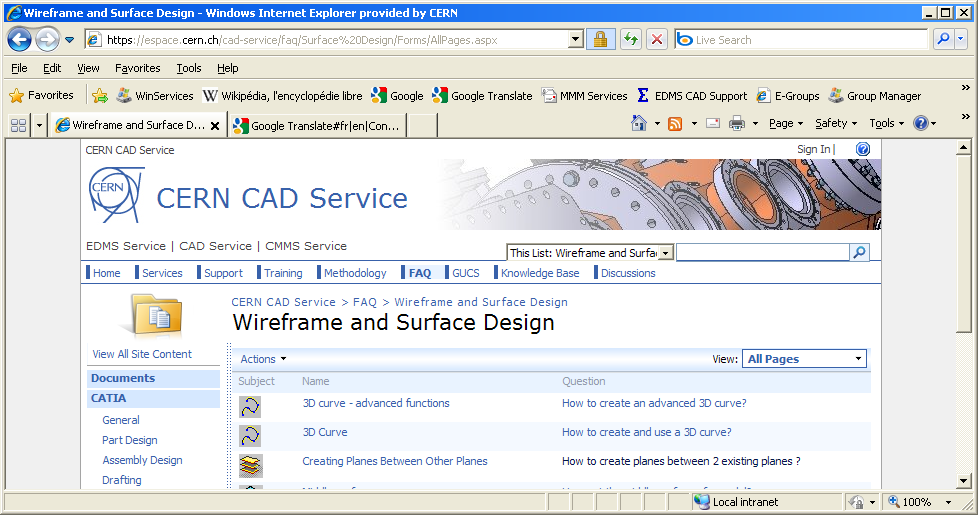 Wireframe and Surface Design - Windows Internet Explorer provided by CERN
https://espace.cern.ch/cad-service/faq/Surface%20Design/Forms/AllPages.aspx
Live Search
File Edit View Favorites Tools Help
Favorites WinServices Wikipédia, l'encyclopédie libre Google Google Translate MMM Services EDMS CAD Support E-Groups Group Manager
Wireframe and Surface D... Google Translate#fr|en|Con... Page Safety Tools
CERN CAD Service Sign In |
CERN
CERN CAD Service
EDMS Service | CAD Service | CMMS Service
This List: Wireframe and Surfa
Home Services Support Training Methodology FAQ GUCS Knowledge Base Discussions
CERN CAD Service > FAQ > Wireframe and Surface Design
Wireframe and Surface Design
View All Site Content
Actions View: All Pages
Documents
Subject Name Question
CATIA
3D curve - advanced functions How to create an advanced 3D curve?
General
3D Curve How to create and use a 3D curve?
Part Design
Assembly Design
Creating Planes Between Other Planes How to create planes between 2 existing planes ?
Drafting
Local intranet 100%